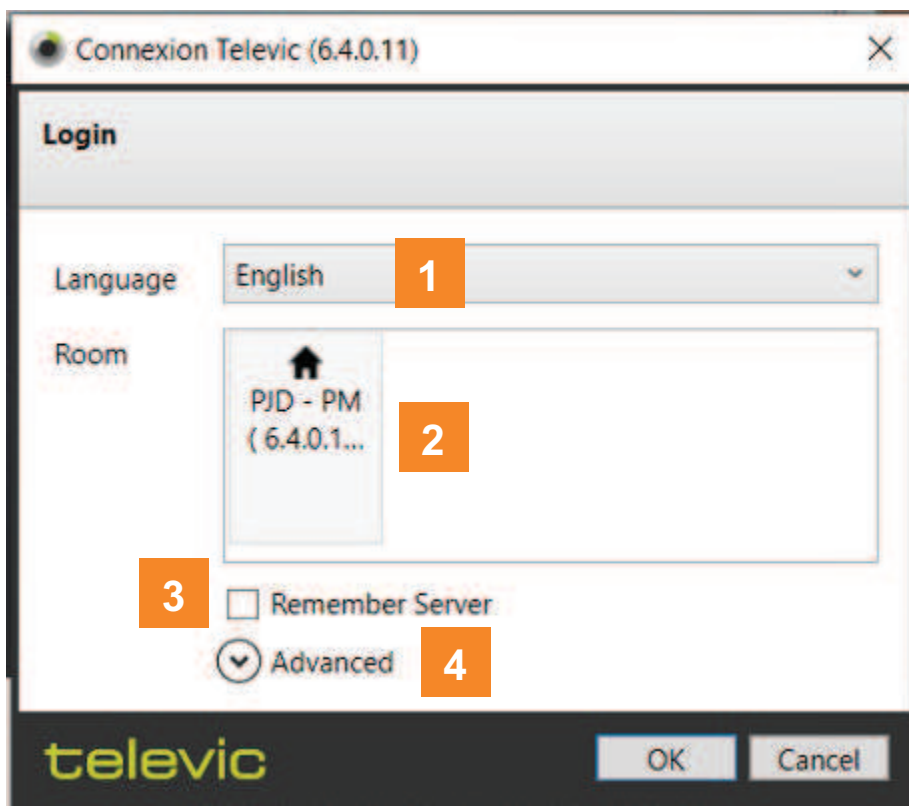 Connexion Televic (6.4.0.11)
Login
Language English 1
Room
PJD - PM
( 6.4.0.1...
2
3 Remember Server
Advanced 4
televic OK Cancel